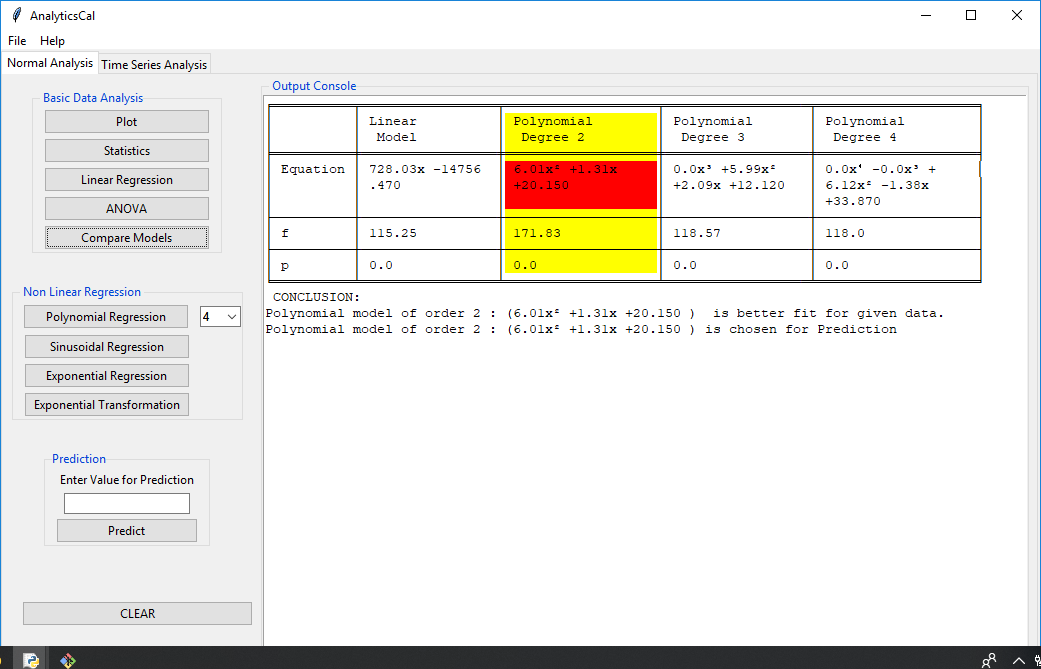 AnalyticsCal
File Help
Normal Analysis Time Series Analysis
Basic Data Analysis
Plot
Statistics
Linear Regression
ANOVA
Compare Models
Non Linear Regression
Polynomial Regression 4
Sinusoidal Regression
Exponential Regression
Exponential Transformation
Prediction
Enter Value for Prediction
Predict
CLEAR
Output Console
Linear Polynomial Polynomial Polynomial
Model Degree 2 Degree 3 Degree 4
Equation 728.03x -14756 6.01x² +1.31x 0.0x³ +5.99x² 0.0x⁴ -0.0x³ +
.470 +20.150 +2.09x +12.120 6.12x² -1.38x
+33.870
f 115.25 171.83 118.57 118.0
p 0.0 0.0 0.0 0.0
CONCLUSION:
Polynomial model of order 2 : (6.01x² +1.31x +20.150 )  is better fit for given data.
Polynomial model of order 2 : (6.01x² +1.31x +20.150 ) is chosen for Prediction